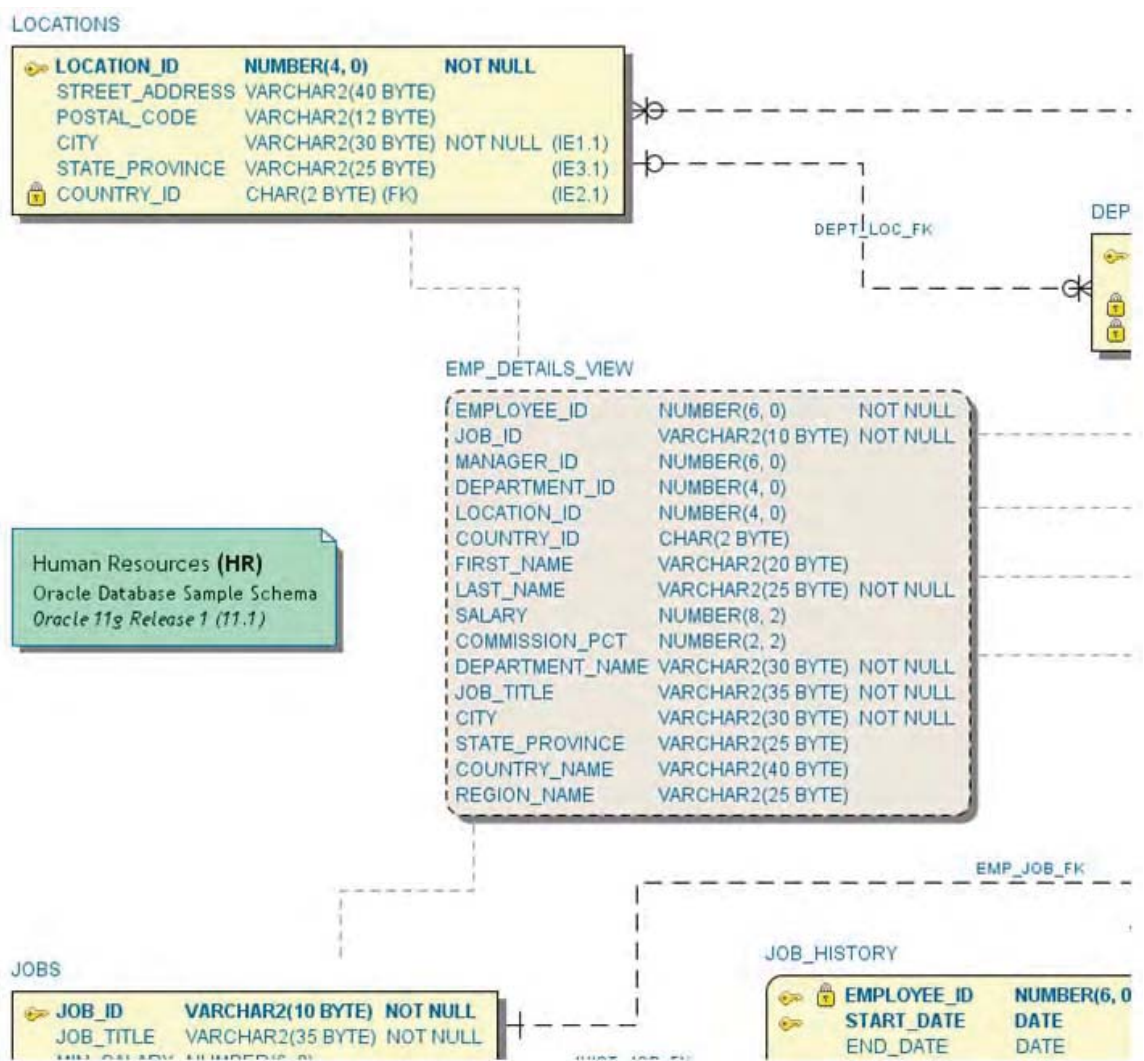 LOCATIONS
LOCATION_ID NUMBER(4, 0) NOT NULL
STREET_ADDRESS VARCHAR2(40 BYTE)
POSTAL_CODE VARCHAR2(12 BYTE)
CITY VARCHAR2(30 BYTE) NOT NULL (IE1.1)
STATE_PROVINCE VARCHAR2(25 BYTE) (IE3.1)
COUNTRY_ID CHAR(2 BYTE) (FK) (IE2.1)
DEPT_LOC_FK
DEP
EMP_DETAILS_VIEW
EMPLOYEE_ID NUMBER(6, 0) NOT NULL
JOB_ID VARCHAR2(10 BYTE) NOT NULL
MANAGER_ID NUMBER(6, 0)
DEPARTMENT_ID NUMBER(4, 0)
LOCATION_ID NUMBER(4, 0)
COUNTRY_ID CHAR(2 BYTE)
FIRST_NAME VARCHAR2(20 BYTE)
LAST_NAME VARCHAR2(25 BYTE) NOT NULL
SALARY NUMBER(8, 2)
COMMISSION_PCT NUMBER(2, 2)
DEPARTMENT_NAME VARCHAR2(30 BYTE) NOT NULL
JOB_TITLE VARCHAR2(35 BYTE) NOT NULL
CITY VARCHAR2(30 BYTE) NOT NULL
STATE_PROVINCE VARCHAR2(25 BYTE)
COUNTRY_NAME VARCHAR2(40 BYTE)
REGION_NAME VARCHAR2(25 BYTE)
Human Resources (HR)
Oracle Database Sample Schema
Oracle 11g Release 1 (11.1)
EMP_JOB_FK
JOBS
JOB_ID VARCHAR2(10 BYTE) NOT NULL
JOB_TITLE VARCHAR2(35 BYTE) NOT NULL
JOB_HISTORY
EMPLOYEE_ID NUMBER(6, 0
START_DATE DATE
END_DATE DATE